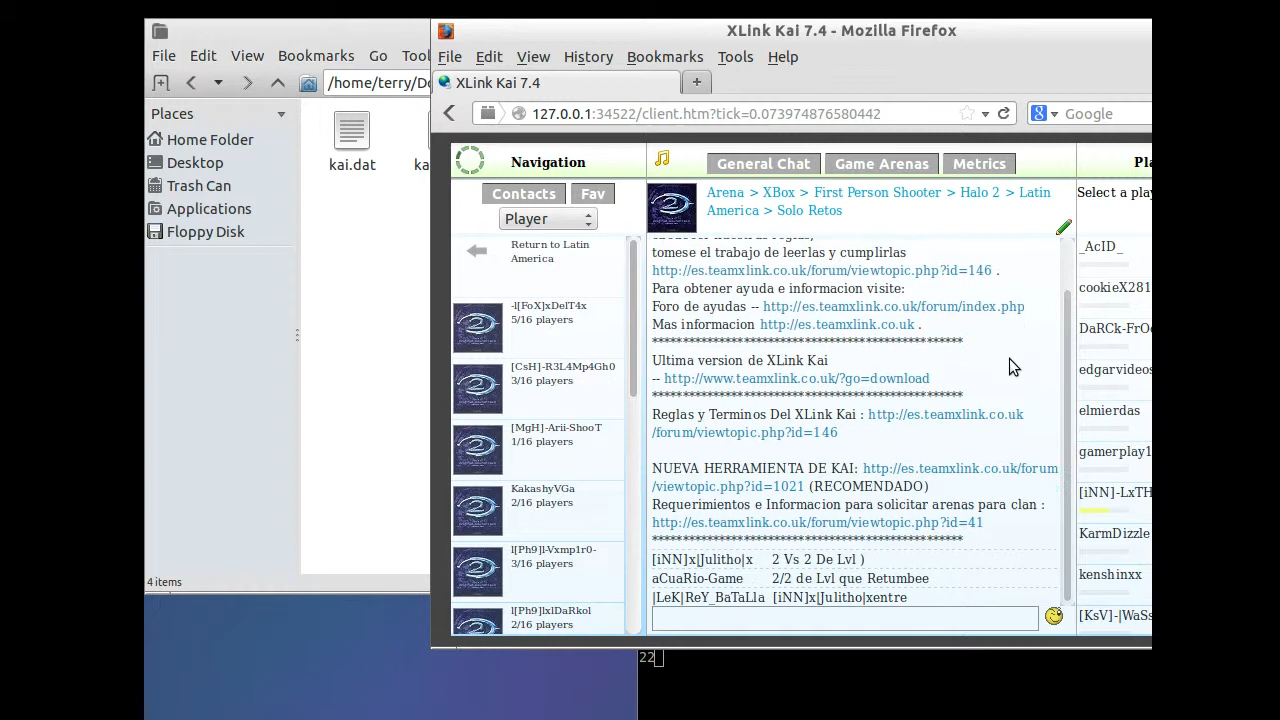 File Edit View Bookmarks Go Tool
/home/terry/Do
Places
Home Folder
Desktop
Trash Can
Applications
Floppy Disk
kai.dat
ka
4 items
XLink Kai 7.4 - Mozilla Firefox
File Edit View History Bookmarks Tools Help
XLink Kai 7.4
127.0.0.1:34522/client.htm?tick=0.073974876580442
Google
Navigation
Contacts Fav
Player
Return to Latin
America
-l[FoX]xDelT4x
5/16 players
[CsH]-R3L4Mp4Gh0
3/16 players
[MgH]-Arii-ShooT
1/16 players
KakashyVGa
2/16 players
l[Ph9]l-Vxmp1r0-
3/16 players
l[Ph9]lxlDaRkol
2/16 players
General Chat Game Arenas Metrics
Arena > XBox > First Person Shooter > Halo 2 > Latin
America > Solo Retos
tomese el trabajo de leerlas y cumplirlas
http://es.teamxlink.co.uk/forum/viewtopic.php?id=146 .
Para obtener ayuda e informacion visite:
Foro de ayudas -- http://es.teamxlink.co.uk/forum/index.php
Mas informacion http://es.teamxlink.co.uk .
****************************************************
Ultima version de XLink Kai
-- http://www.teamxlink.co.uk/?go=download
****************************************************
Reglas y Terminos Del XLink Kai : http://es.teamxlink.co.uk
/forum/viewtopic.php?id=146
NUEVA HERRAMIENTA DE KAI: http://es.teamxlink.co.uk/forum
/viewtopic.php?id=1021 (RECOMENDADO)
Requerimientos e Informacion para solicitar arenas para clan :
http://es.teamxlink.co.uk/forum/viewtopic.php?id=41
****************************************************
[iNN]x|Julitho|x 2 Vs 2 De Lvl )
aCuaRio-Game 2/2 de Lvl que Retumbee
|LeK|ReY_BaTaLla [iNN]x|Julitho|xentre
Pla
Select a play
_AcID_
cookieX281
DaRCk-FrOz
edgarvideos
elmierdas
gamerplay1
[iNN]-LxTH
KarmDizzle
kenshinxx
[KsV]-|WaSs
22